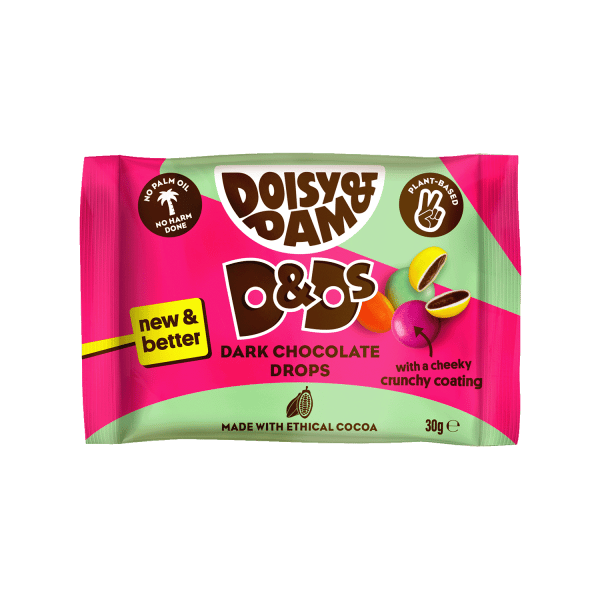 DOISY &
DAM
NO PALM OIL
NO HARM
DONE
PLANT-BASED
D&Ds
new &
better
DARK CHOCOLATE
DROPS
with a cheeky
crunchy coating
MADE WITH ETHICAL COCOA
30g ℮